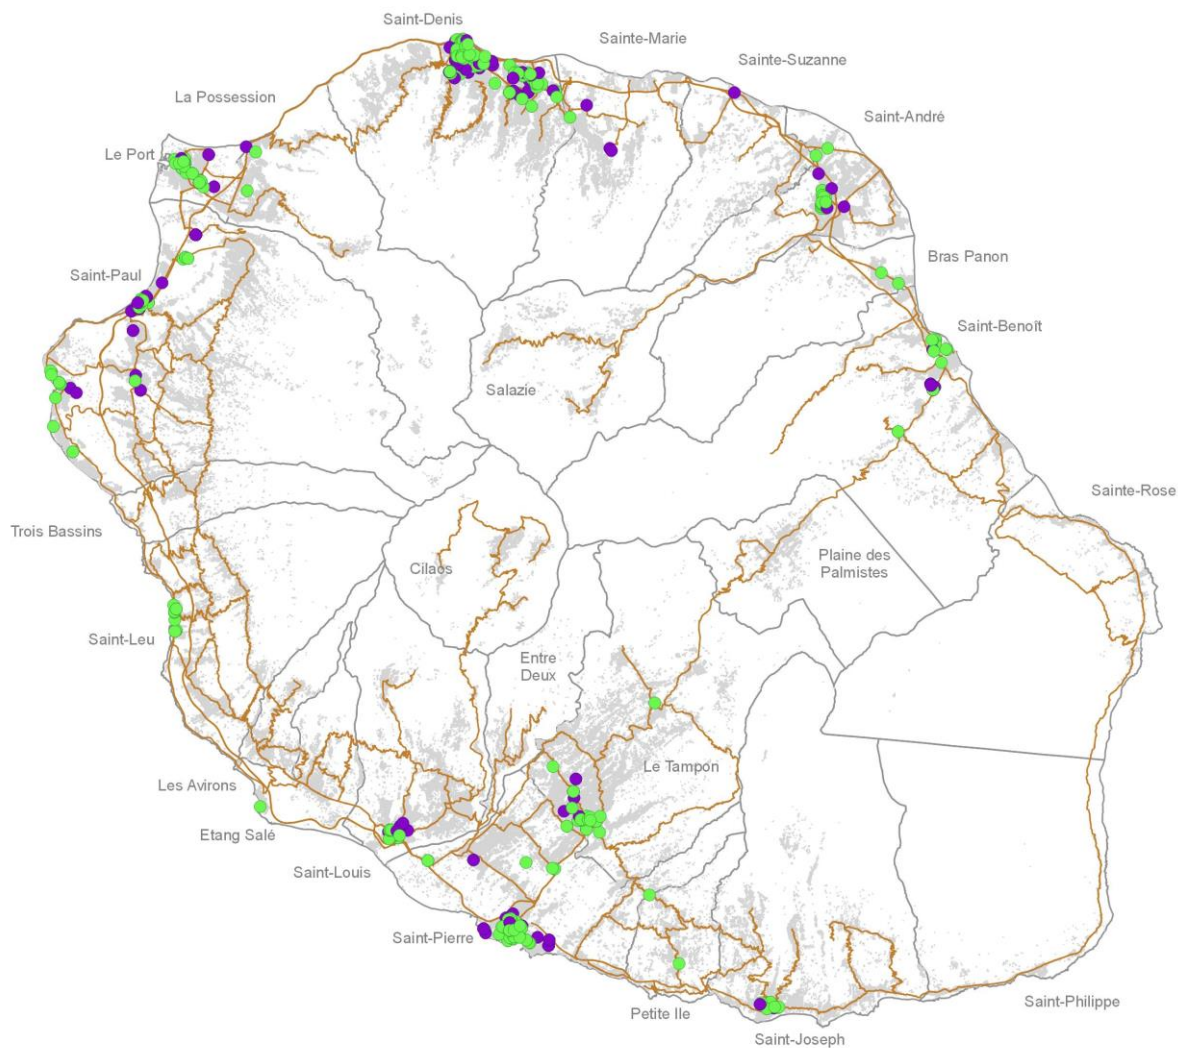 Saint-Denis
Sainte-Marie
Sainte-Suzanne
La Possession
Saint-André
Le Port
Bras Panon
Saint-Paul
Saint-Benoît
Salazie
Sainte-Rose
Trois Bassins
Plaine des
Palmistes
Cilaos
Saint-Leu
Entre
Deux
Le Tampon
Les Avirons
Etang Salé
Saint-Louis
Saint-Pierre
Saint-Philippe
Petite Ile
Saint-Joseph